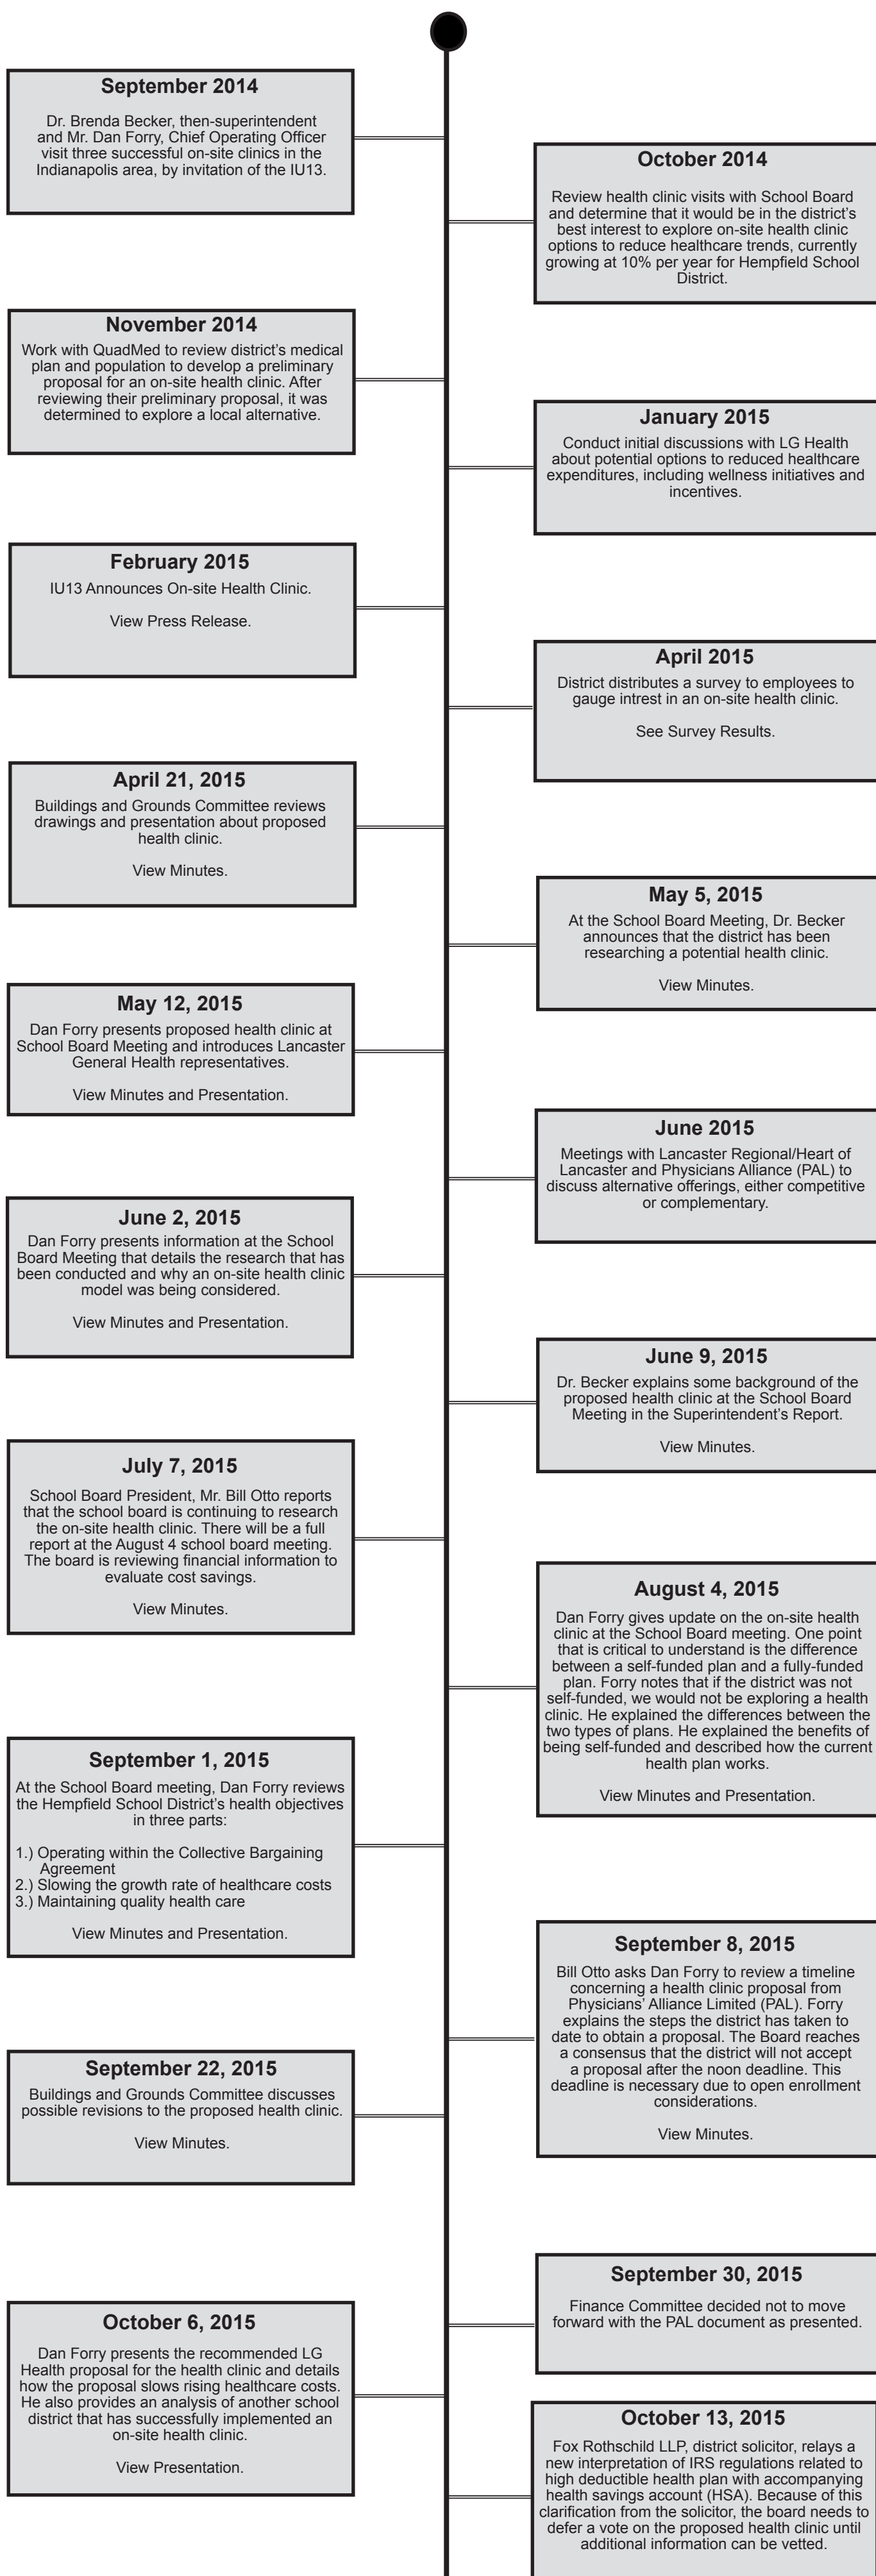 September 2014
Dr. Brenda Becker, then-superintendent
and Mr. Dan Forry, Chief Operating Officer
visit three successful on-site clinics in the
Indianapolis area, by invitation of the IU13.
October 2014
Review health clinic visits with School Board
and determine that it would be in the district's
best interest to explore on-site health clinic
options to reduce healthcare trends, currently
growing at 10% per year for Hempfield School
District.
November 2014
Work with QuadMed to review district's medical
plan and population to develop a preliminary
proposal for an on-site health clinic. After
reviewing their preliminary proposal, it was
determined to explore a local alternative.
January 2015
Conduct initial discussions with LG Health
about potential options to reduced healthcare
expenditures, including wellness initiatives and
incentives.
February 2015
IU13 Announces On-site Health Clinic.
View Press Release.
April 2015
District distributes a survey to employees to
gauge intrest in an on-site health clinic.
See Survey Results.
April 21, 2015
Buildings and Grounds Committee reviews
drawings and presentation about proposed
health clinic.
View Minutes.
May 5, 2015
At the School Board Meeting, Dr. Becker
announces that the district has been
researching a potential health clinic.
View Minutes.
May 12, 2015
Dan Forry presents proposed health clinic at
School Board Meeting and introduces Lancaster
General Health representatives.
View Minutes and Presentation.
June 2015
Meetings with Lancaster Regional/Heart of
Lancaster and Physicians Alliance (PAL) to
discuss alternative offerings, either competitive
or complementary.
June 2, 2015
Dan Forry presents information at the School
Board Meeting that details the research that has
been conducted and why an on-site health clinic
model was being considered.
View Minutes and Presentation.
June 9, 2015
Dr. Becker explains some background of the
proposed health clinic at the School Board
Meeting in the Superintendent's Report.
View Minutes.
July 7, 2015
School Board President, Mr. Bill Otto reports
that the school board is continuing to research
the on-site health clinic. There will be a full
report at the August 4 school board meeting.
The board is reviewing financial information to
evaluate cost savings.
View Minutes.
August 4, 2015
Dan Forry gives update on the on-site health
clinic at the School Board meeting. One point
that is critical to understand is the difference
between a self-funded plan and a fully-funded
plan. Forry notes that if the district was not
self-funded, we would not be exploring a health
clinic. He explained the differences between the
two types of plans. He explained the benefits of
being self-funded and described how the current
health plan works.
View Minutes and Presentation.
September 1, 2015
At the School Board meeting, Dan Forry reviews
the Hempfield School District's health objectives
in three parts:
1.) Operating within the Collective Bargaining
Agreement
2.) Slowing the growth rate of healthcare costs
3.) Maintaining quality health care
View Minutes and Presentation.
September 8, 2015
Bill Otto asks Dan Forry to review a timeline
concerning a health clinic proposal from
Physicians' Alliance Limited (PAL). Forry
explains the steps the district has taken to
date to obtain a proposal. The Board reaches
a consensus that the district will not accept
a proposal after the noon deadline. This
deadline is necessary due to open enrollment
considerations.
View Minutes.
September 22, 2015
Buildings and Grounds Committee discusses
possible revisions to the proposed health clinic.
View Minutes.
September 30, 2015
Finance Committee decided not to move
forward with the PAL document as presented.
October 6, 2015
Dan Forry presents the recommended LG
Health proposal for the health clinic and details
how the proposal slows rising healthcare costs.
He also provides an analysis of another school
district that has successfully implemented an
on-site health clinic.
View Presentation.
October 13, 2015
Fox Rothschild LLP, district solicitor, relays a
new interpretation of IRS regulations related to
high deductible health plan with accompanying
health savings account (HSA). Because of this
clarification from the solicitor, the board needs to
defer a vote on the proposed health clinic until
additional information can be vetted.